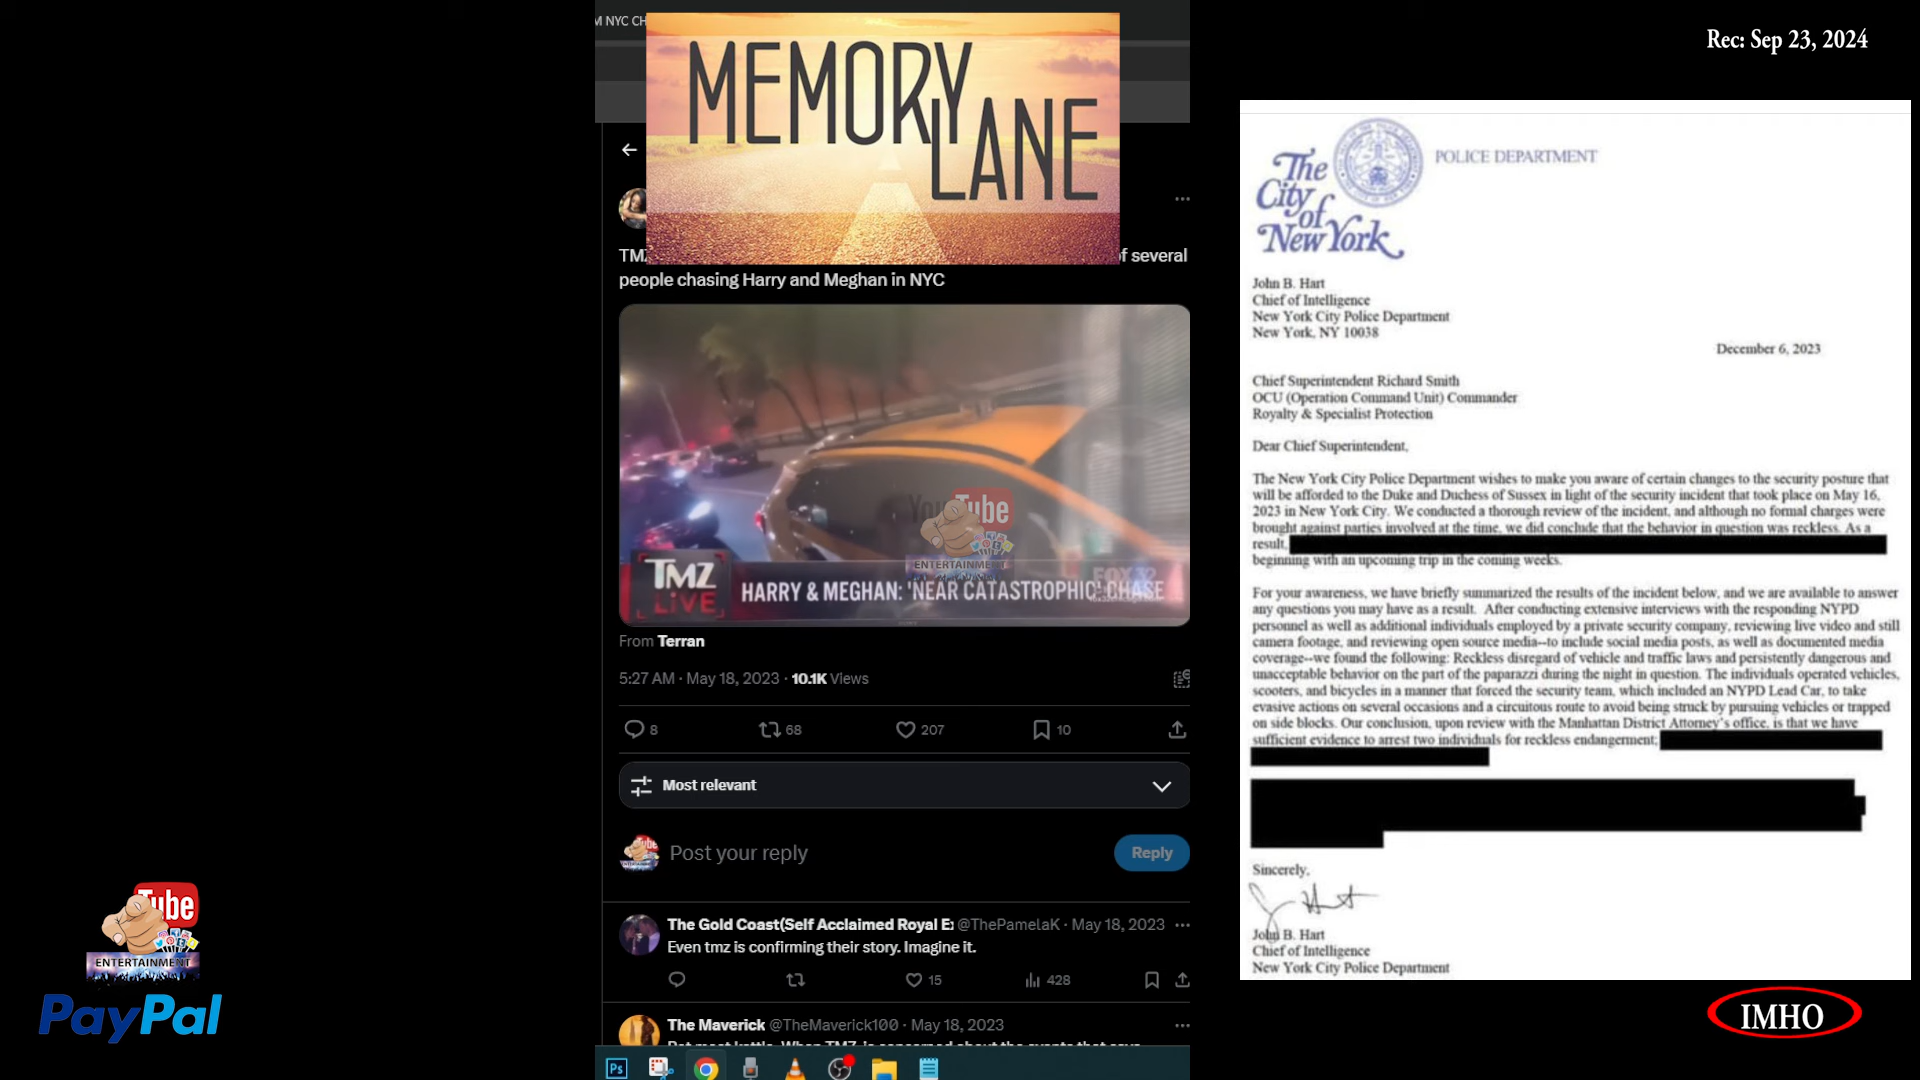 M NYC CH
MEMORY
LANE
TMZ
f several
people chasing Harry and Meghan in NYC
YouTube
ENTERTAINMENT
FOX 32
TMZ
LIVE
HARRY & MEGHAN: 'NEAR CATASTROPHIC' CHASE
From Terran
5:27 AM · May 18, 2023 · 10.1K Views
8
68
207
10
Most relevant
Post your reply
Reply
The Gold Coast(Self Acclaimed Royal Ex @ThePamelaK · May 18, 2023
Even tmz is confirming their story. Imagine it.
15
428
The Maverick @TheMaverick100 · May 18, 2023
Ps
Tube
ENTERTAINMENT
PayPal
Rec: Sep 23, 2024
The
City
of
New York
POLICE DEPARTMENT
John B. Hart
Chief of Intelligence
New York City Police Department
New York, NY 10038
December 6, 2023
Chief Superintendent Richard Smith
OCU (Operation Command Unit) Commander
Royalty & Specialist Protection
Dear Chief Superintendent,
The New York City Police Department wishes to make you aware of certain changes to the security posture that
will be afforded to the Duke and Duchess of Sussex in light of the security incident that took place on May 16,
2023 in New York City. We conducted a thorough review of the incident, and although no formal charges were
brought against parties involved at the time, we did conclude that the behavior in question was reckless. As a
result,
beginning with an upcoming trip in the coming weeks.
For your awareness, we have briefly summarized the results of the incident below, and we are available to answer
any questions you may have as a result. After conducting extensive interviews with the responding NYPD
personnel as well as additional individuals employed by a private security company, reviewing live video and still
camera footage, and reviewing open source media--to include social media posts, as well as documented media
coverage--we found the following: Reckless disregard of vehicle and traffic laws and persistently dangerous and
unacceptable behavior on the part of the paparazzi during the night in question. The individuals operated vehicles,
scooters, and bicycles in a manner that forced the security team, which included an NYPD Lead Car, to take
evasive actions on several occasions and a circuitous route to avoid being struck by pursuing vehicles or trapped
on side blocks. Our conclusion, upon review with the Manhattan District Attorney's office, is that we have
sufficient evidence to arrest two individuals for reckless endangerment;
Sincerely,
John B. Hart
Chief of Intelligence
New York City Police Department
IMHO